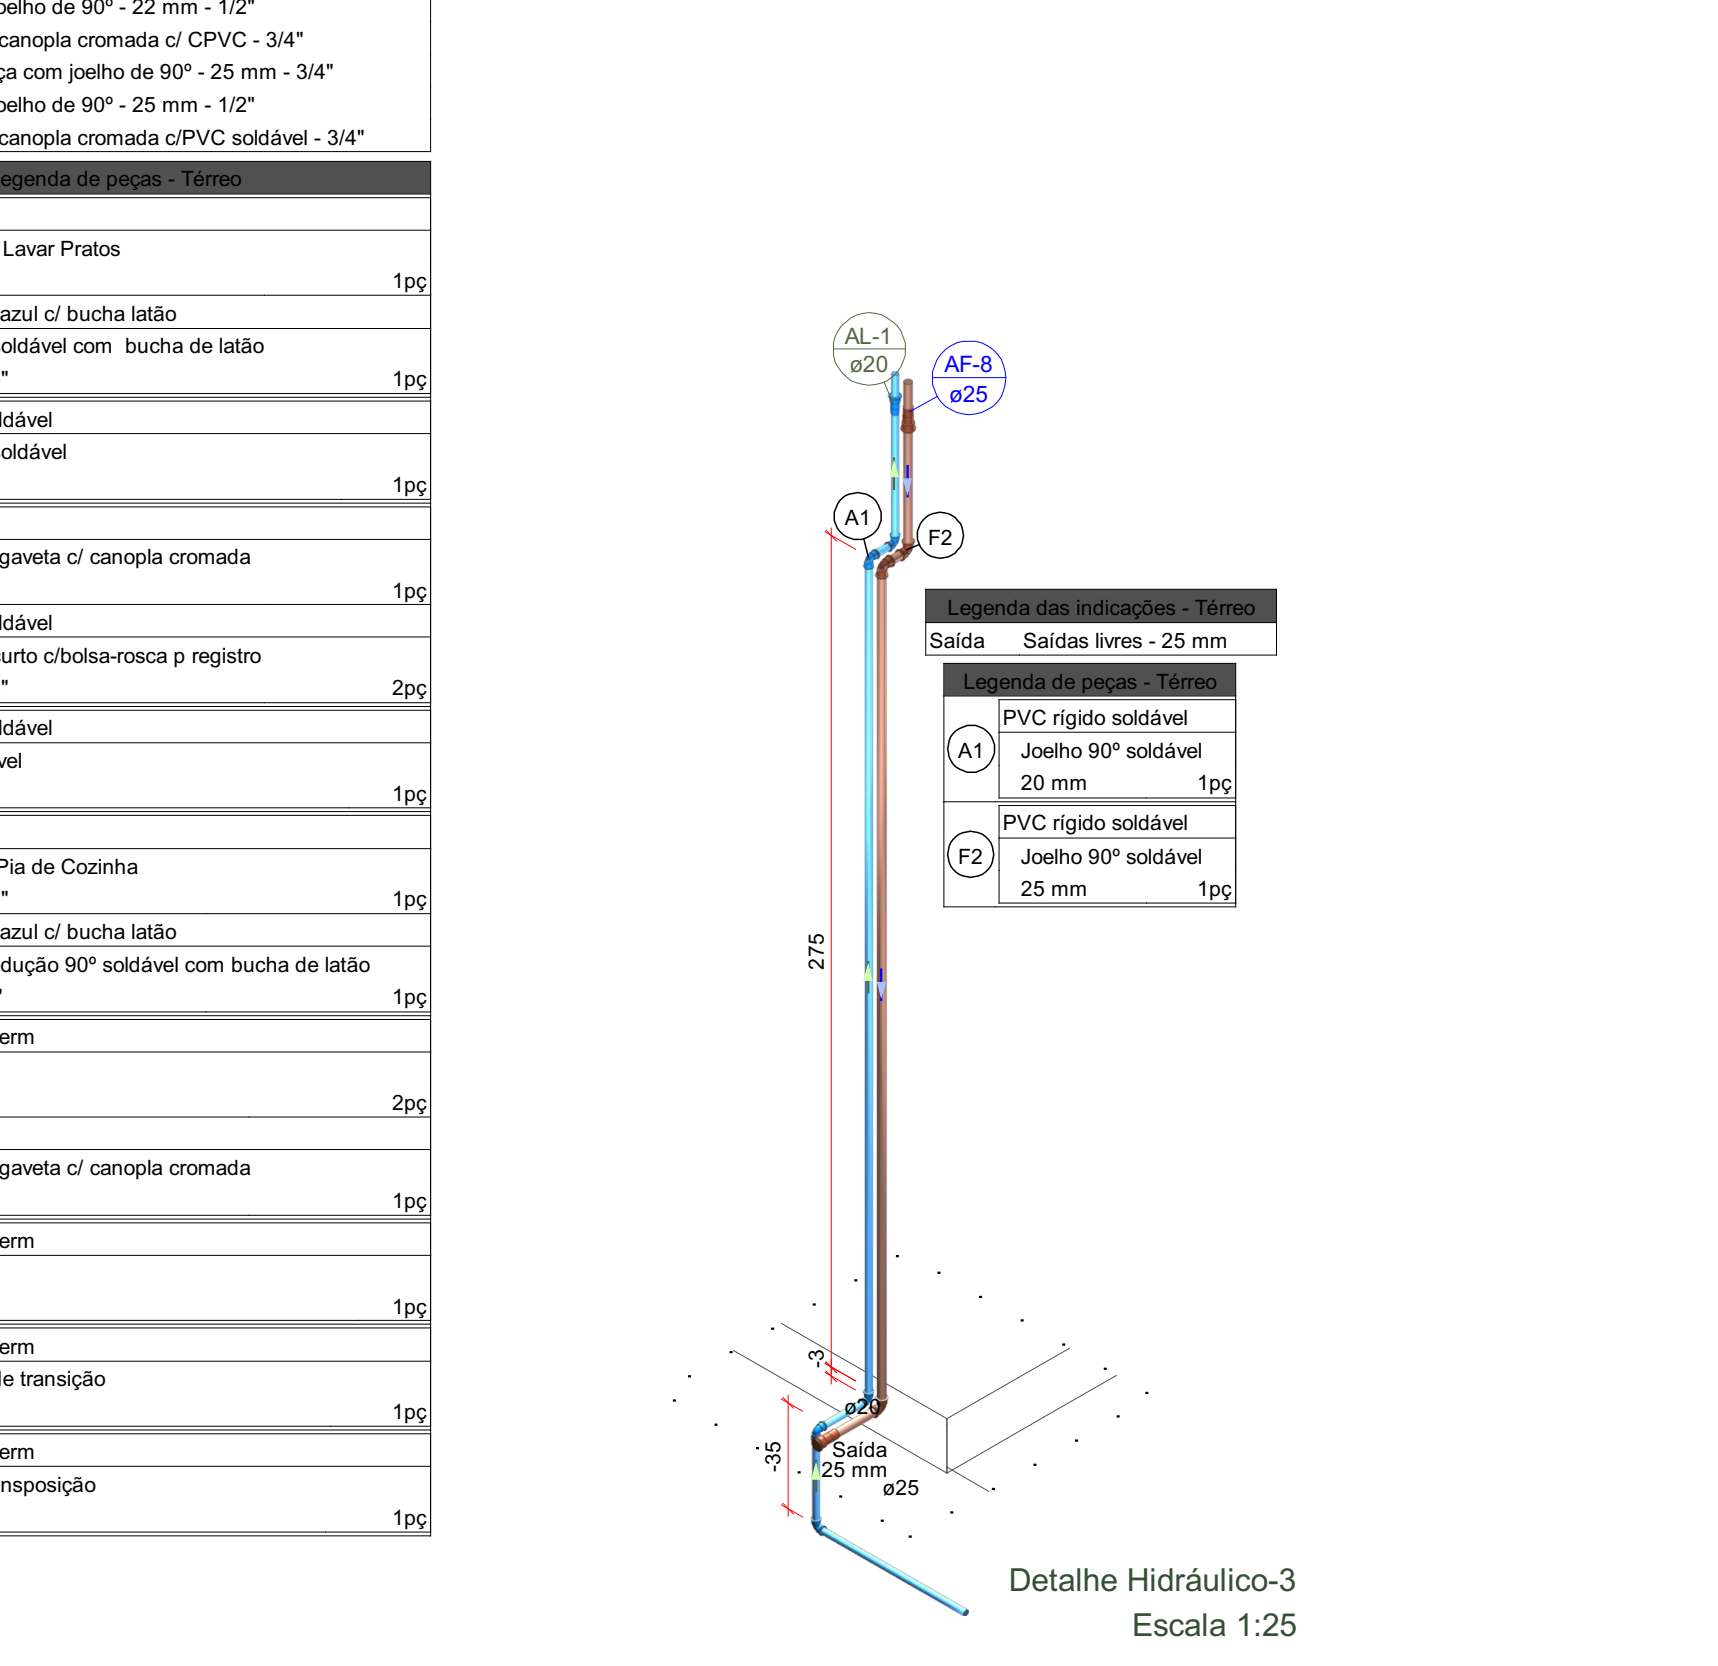 oelho de 90º - 22 mm - 1/2"
canopla cromada c/ CPVC - 3/4"
ça com joelho de 90º - 25 mm - 3/4"
oelho de 90º - 25 mm - 1/2"
canopla cromada c/PVC soldável - 3/4"
egenda de peças - Térreo
Lavar Pratos
1pç
azul c/ bucha latão
oldável com bucha de latão
" 1pç
ldável
oldável
1pç
gaveta c/ canopla cromada
1pç
ldável
curto c/bolsa-rosca p registro
" 2pç
ldável
vel
1pç
Pia de Cozinha
" 1pç
azul c/ bucha latão
dução 90º soldável com bucha de latão
" 1pç
erm
2pç
gaveta c/ canopla cromada
1pç
erm
1pç
erm
de transição
1pç
erm
nsposição
1pç
AL-1
ø20
AF-8
ø25
A1
F2
Legenda das indicações - Térreo
Saída Saídas livres - 25 mm
Legenda de peças - Térreo
PVC rígido soldável
A1 Joelho 90º soldável
20 mm 1pç
PVC rígido soldável
F2 Joelho 90º soldável
25 mm 1pç
275
-3
ø20
-35
Saída
25 mm
ø25
Detalhe Hidráulico-3
Escala 1:25